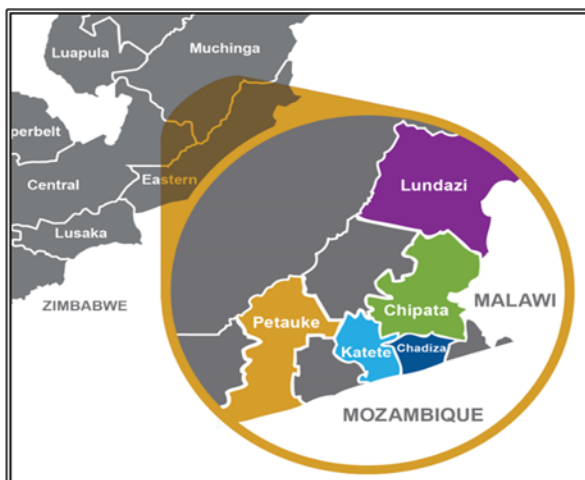 Luapula
Muchinga
perbelt
Central
Eastern
Lusaka
ZIMBABWE
Lundazi
Chipata
MALAWI
Petauke
Katete
Chadiza
MOZAMBIQUE